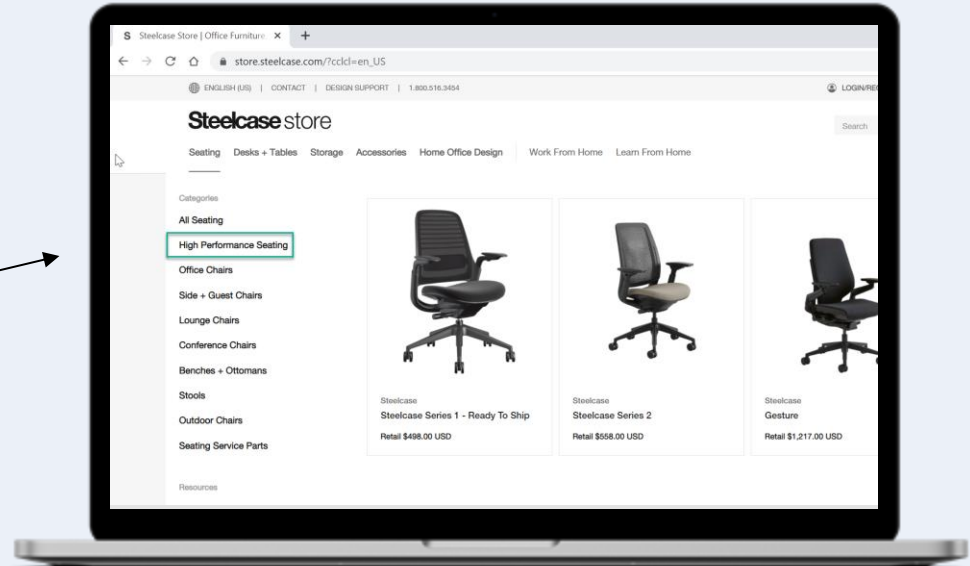 S Steelcase Store | Office Furniture × +
store.steelcase.com/?cclcl=en_US
ENGLISH (US) | CONTACT | DESIGN SUPPORT | 1.800.516.3454
Steelcase store
Search
Seating Desks + Tables Storage Accessories Home Office Design Work From Home Learn From Home
Categories
All Seating
High Performance Seating
Office Chairs
Side + Guest Chairs
Lounge Chairs
Conference Chairs
Benches + Ottomans
Stools
Outdoor Chairs
Seating Service Parts
Resources
Steelcase
Steelcase Series 1 - Ready To Ship
Retail $498.00 USD
Steelcase
Steelcase Series 2
Retail $558.00 USD
Steelcase
Gesture
Retail $1,217.00 USD